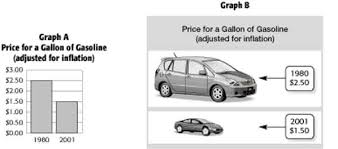 Graph A
Price for a Gallon of Gasoline
(adjusted for inflation)
$3.00
$2.50
$2.00
$1.50
$1.00
$0.50
$0.00
1980 2001
Graph B
Price for a Gallon of Gasoline
(adjusted for inflation)
1980
$2.50
2001
$1.50